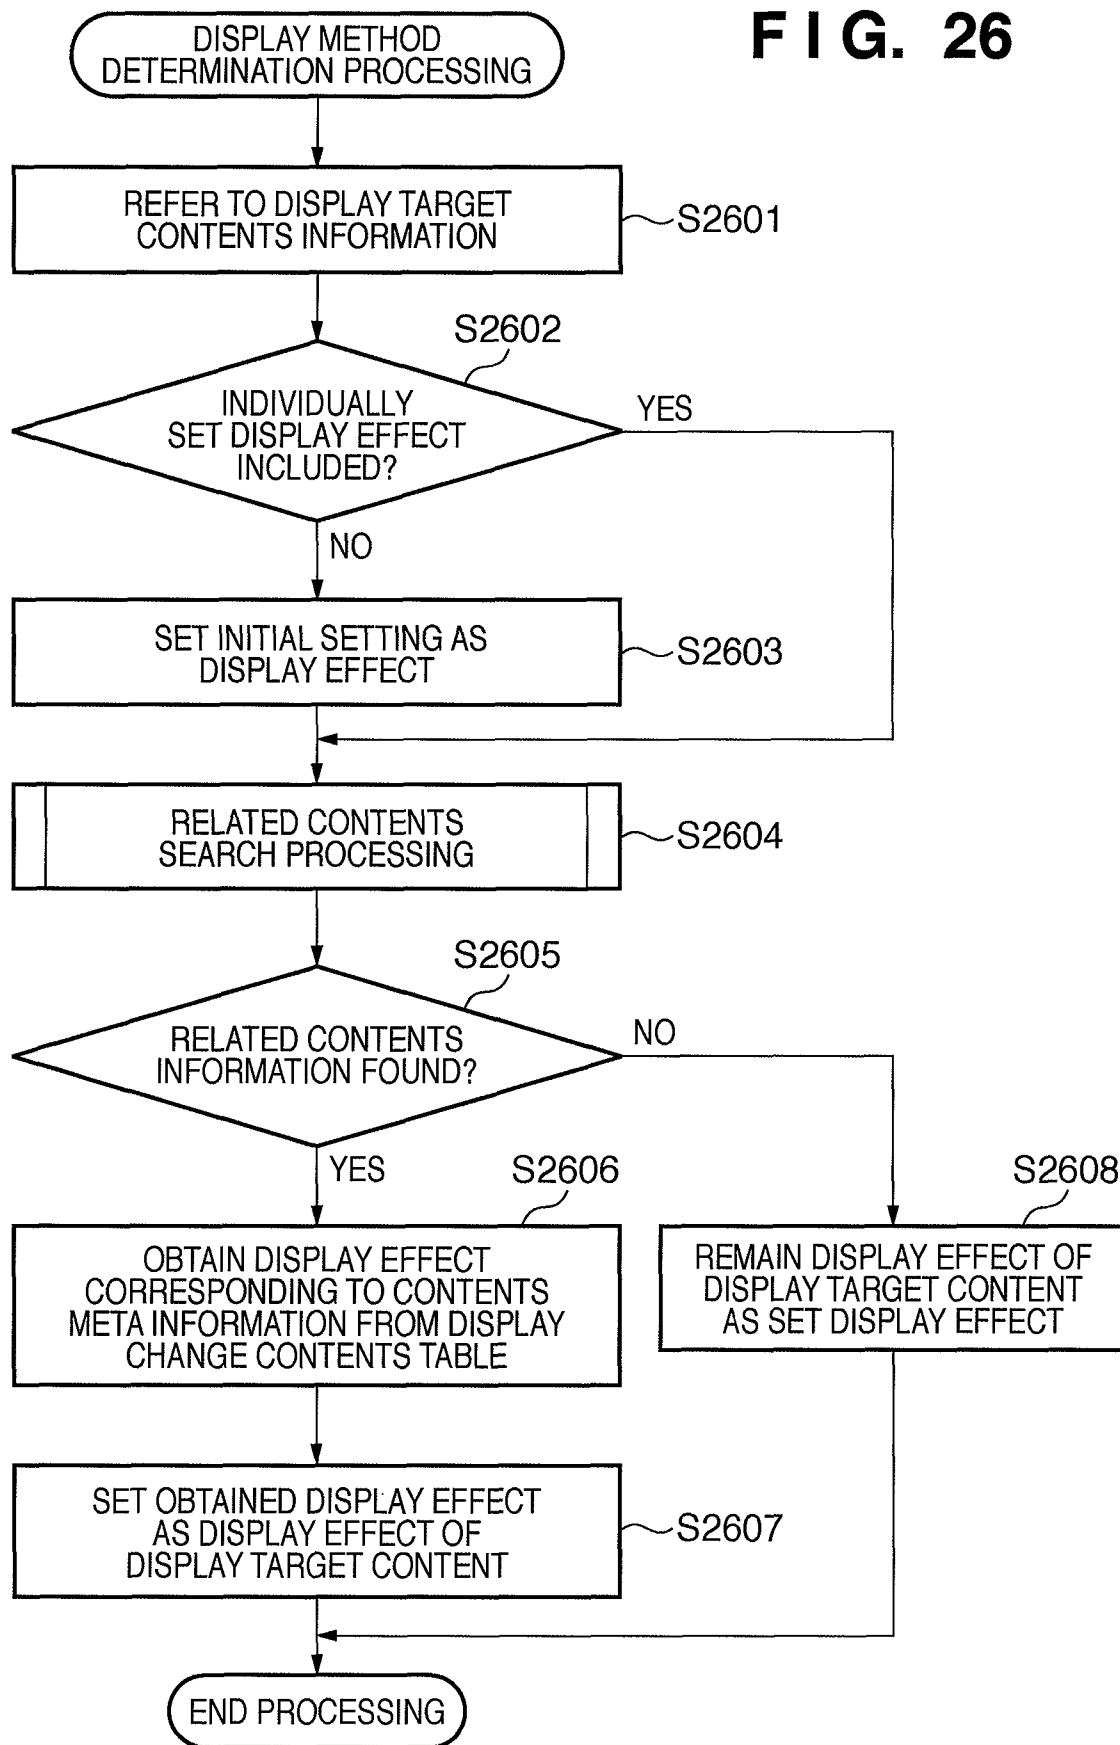 FIG. 26
DISPLAY METHOD
DETERMINATION PROCESSING
REFER TO DISPLAY TARGET
CONTENTS INFORMATION
S2601
S2602
INDIVIDUALLY
SET DISPLAY EFFECT
INCLUDED?
YES
NO
SET INITIAL SETTING AS
DISPLAY EFFECT
S2603
RELATED CONTENTS
SEARCH PROCESSING
S2604
S2605
RELATED CONTENTS
INFORMATION FOUND?
NO
YES
S2606
OBTAIN DISPLAY EFFECT
CORRESPONDING TO CONTENTS
META INFORMATION FROM DISPLAY
CHANGE CONTENTS TABLE
S2608
REMAIN DISPLAY EFFECT OF
DISPLAY TARGET CONTENT
AS SET DISPLAY EFFECT
SET OBTAINED DISPLAY EFFECT
AS DISPLAY EFFECT OF
DISPLAY TARGET CONTENT
S2607
END PROCESSING